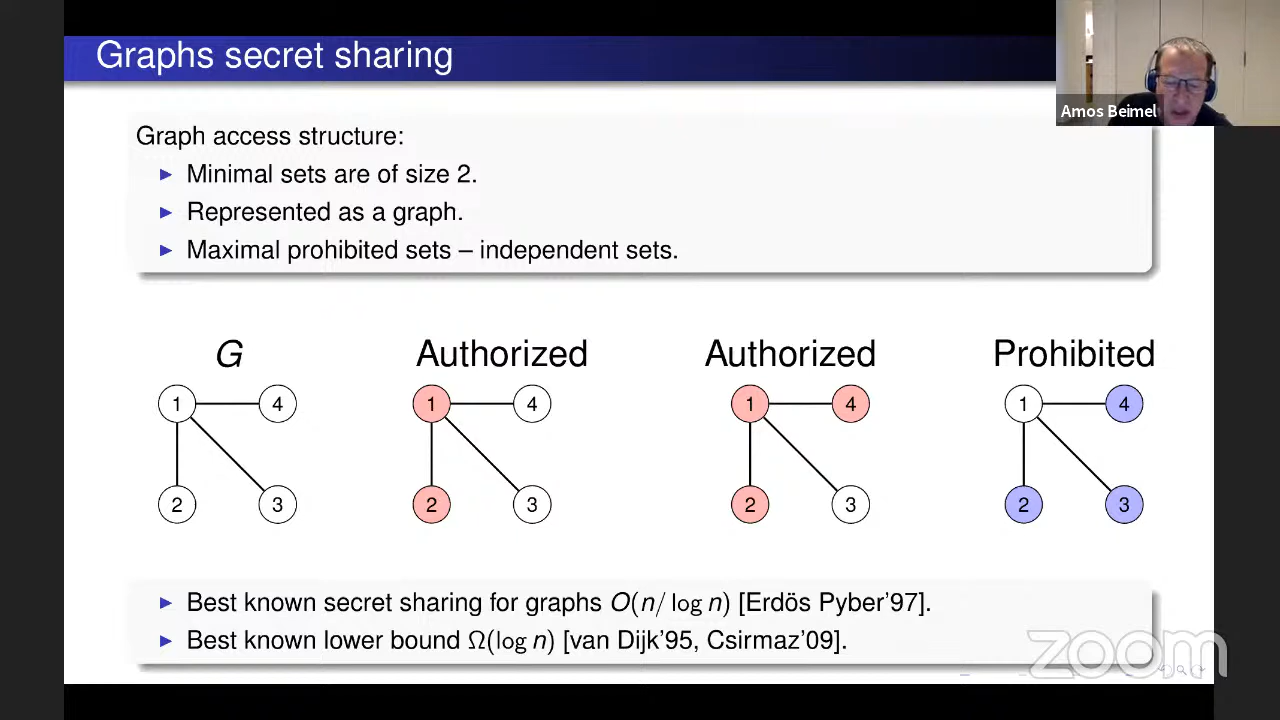 Graphs secret sharing
Amos Beimel
Graph access structure:
▶ Minimal sets are of size 2.
▶ Represented as a graph.
▶ Maximal prohibited sets – independent sets.
G Authorized Authorized Prohibited
1 4 1 4 1 4 1 4
2 3 2 3 2 3 2 3
▶ Best known secret sharing for graphs O(n/ log n) [Erdös Pyber'97].
▶ Best known lower bound Ω(log n) [van Dijk'95, Csirmaz'09].
zoom